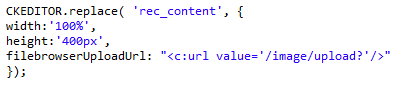 CKEDITOR.replace( 'rec_content', {
width:'100%',
height:'400px',
filebrowserUploadUrl: "<c:url value='/image/upload?'/>"
});